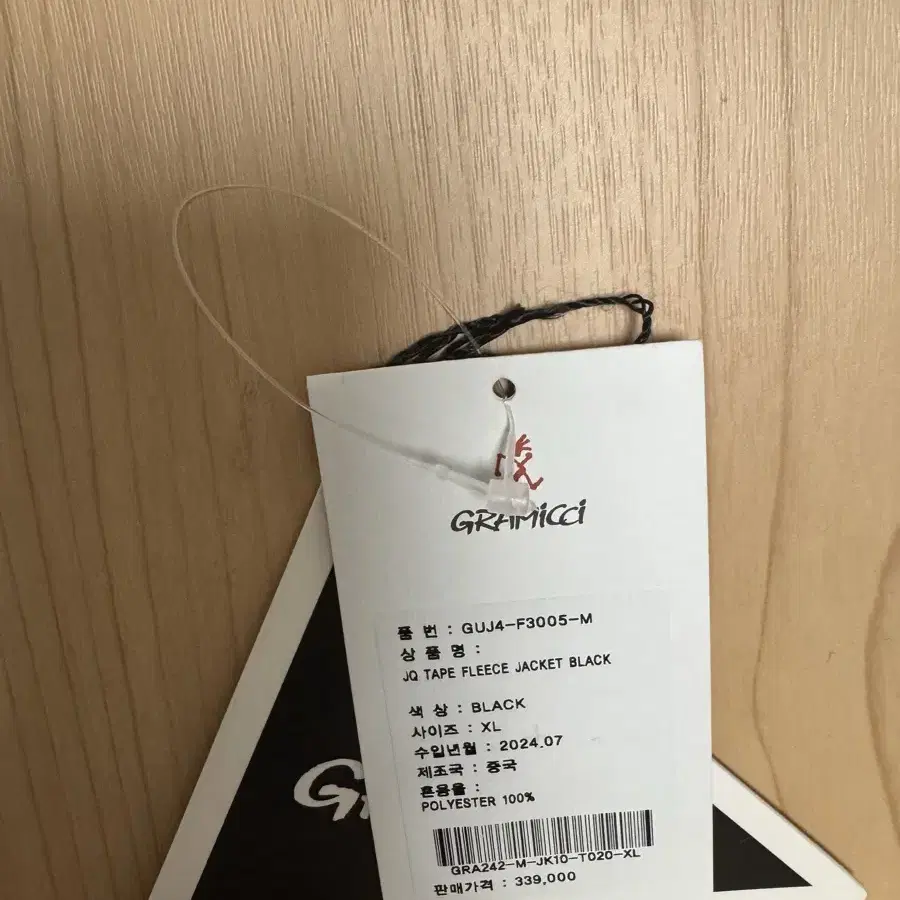 GRAMiCCi
품 번 : GUJ4-F3005-M
상 품 명 :
JQ TAPE FLEECE JACKET BLACK
색 상 : BLACK
사이즈 : XL
수입년월 : 2024.07
제조국 : 중국
혼용율 :
POLYESTER 100%
GRA242-M-JK10-T020-XL
판매가격 : 339,000